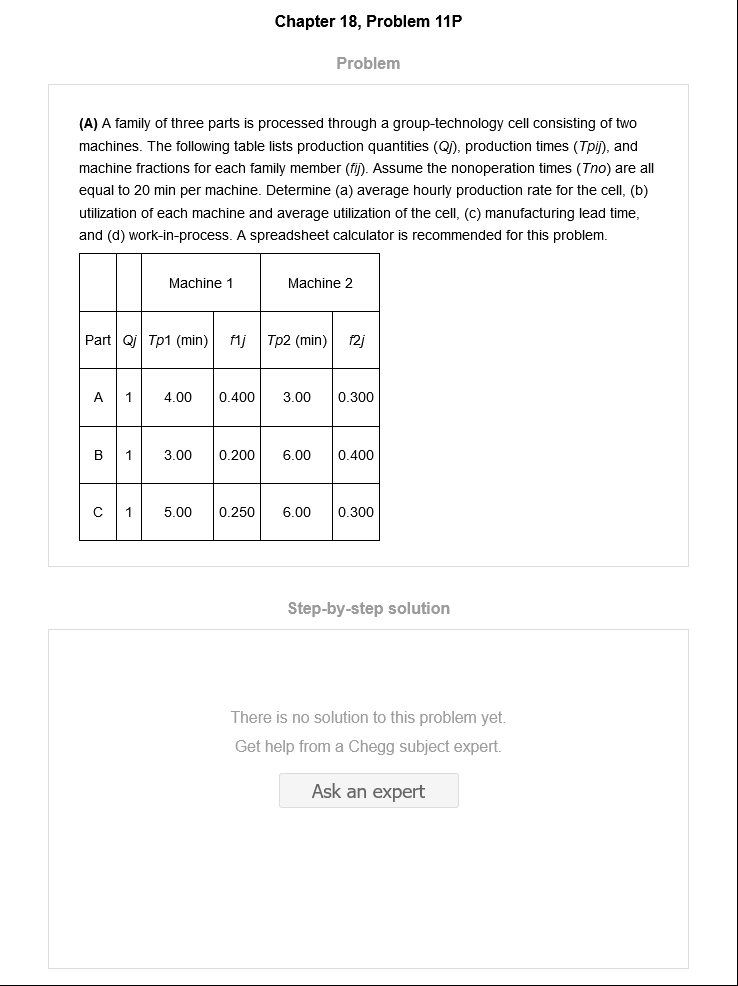 Chapter 18, Problem 11P
Problem
(A) A family of three parts is processed through a group-technology cell consisting of two
machines. The following table lists production quantities (Qj), production times (Tpij), and
machine fractions for each family member (fij). Assume the nonoperation times (Tno) are all
equal to 20 min per machine. Determine (a) average hourly production rate for the cell, (b)
utilization of each machine and average utilization of the cell, (c) manufacturing lead time,
and (d) work-in-process. A spreadsheet calculator is recommended for this problem.
Machine 1 Machine 2
Part Qj Tp1 (min) f1j Tp2 (min) f2j
A 1 4.00 0.400 3.00 0.300
B 1 3.00 0.200 6.00 0.400
C 1 5.00 0.250 6.00 0.300
Step-by-step solution
There is no solution to this problem yet.
Get help from a Chegg subject expert.
Ask an expert